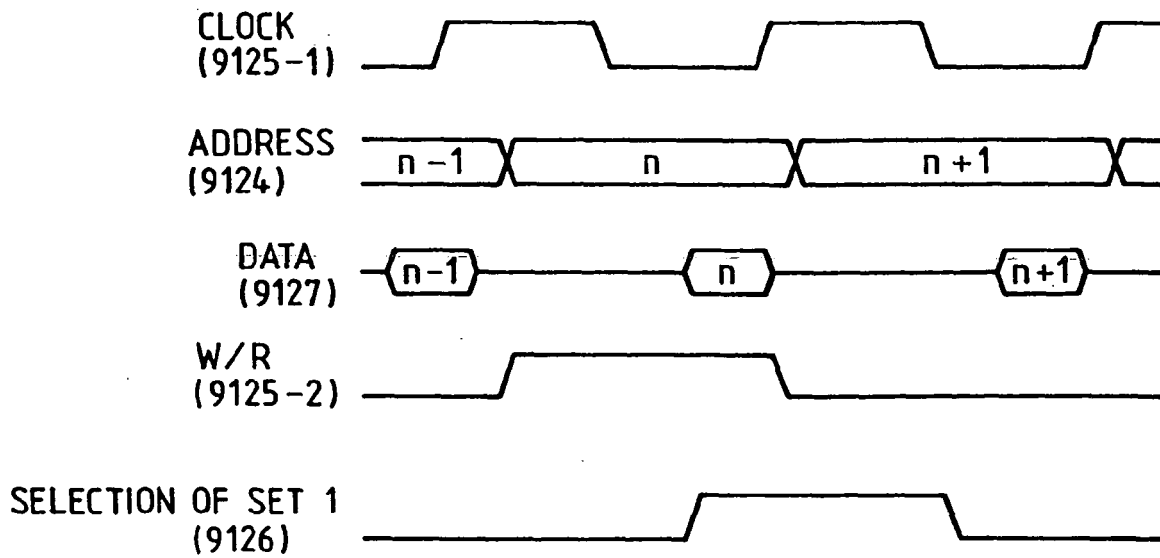 CLOCK
(9125-1)
ADDRESS
(9124)
n-1 n n+1
DATA
(9127)
n-1 n n+1
W/R
(9125-2)
SELECTION OF SET 1
(9126)